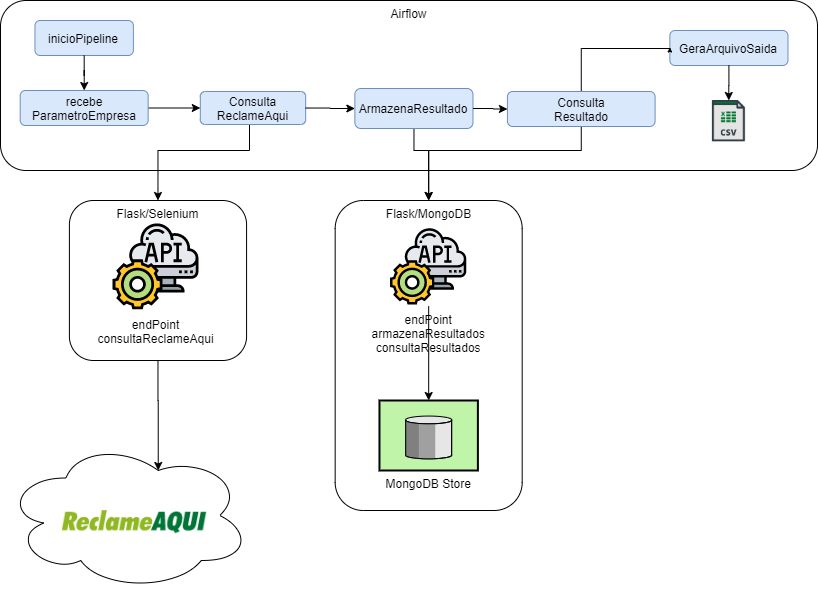 Airflow
inicioPipeline
GeraArquivoSaida
recebe
ParametroEmpresa
Consulta
ReclameAqui
ArmazenaResultado
Consulta
Resultado
CSV
Flask/Selenium
API
endPoint
consultaReclameAqui
Flask/MongoDB
API
endPoint
armazenaResultados
consultaResultados
MongoDB Store
ReclameAQUI